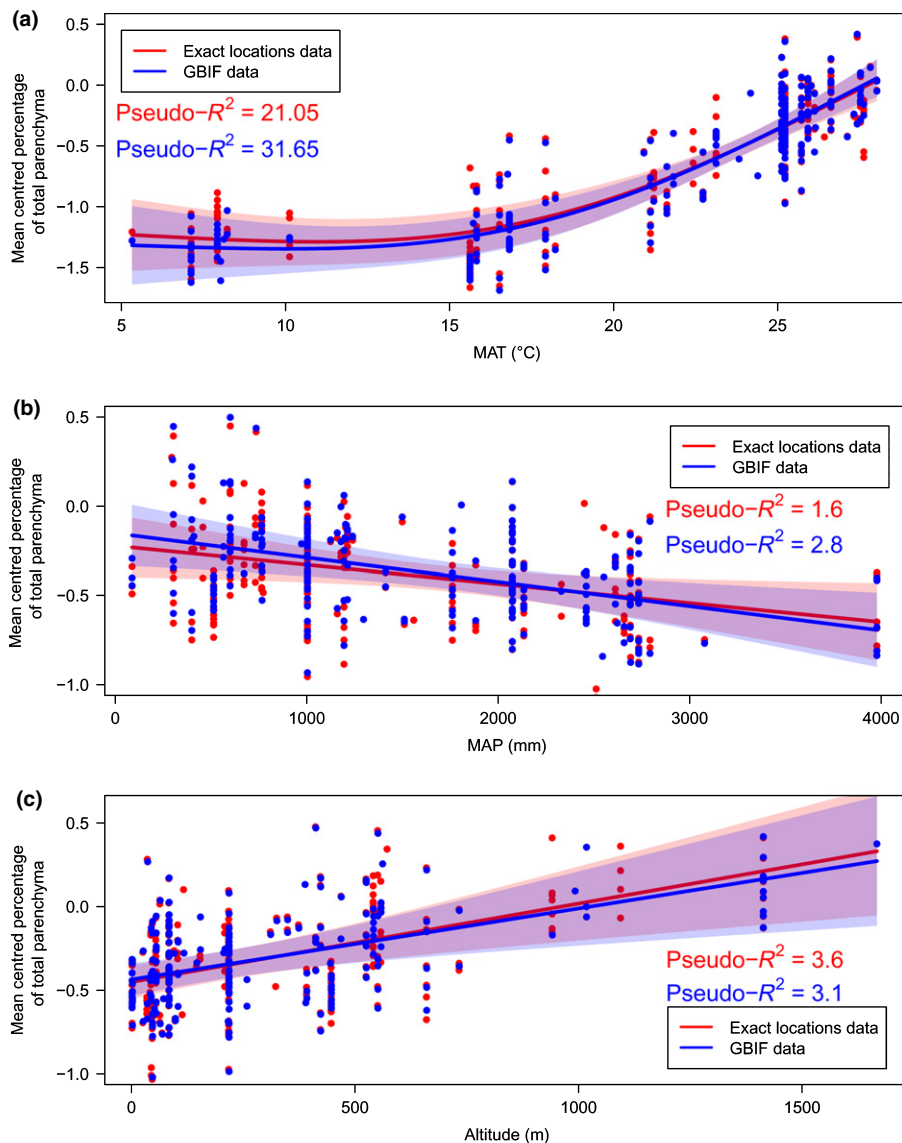 (a)
Mean centred percentage
of total parenchyma
0.5
0.0
−0.5
−1.0
−1.5
Exact locations data
GBIF data
Pseudo−R² = 21.05
Pseudo−R² = 31.65
5 10 15 20 25
MAT (°C)
(b)
Mean centred percentage
of total parenchyma
0.5
0.0
−0.5
−1.0
Exact locations data
GBIF data
Pseudo−R² = 1.6
Pseudo−R² = 2.8
0 1000 2000 3000 4000
MAP (mm)
(c)
Mean centred percentage
of total parenchyma
0.5
0.0
−0.5
−1.0
Pseudo−R² = 3.6
Pseudo−R² = 3.1
Exact locations data
GBIF data
0 500 1000 1500
Altitude (m)